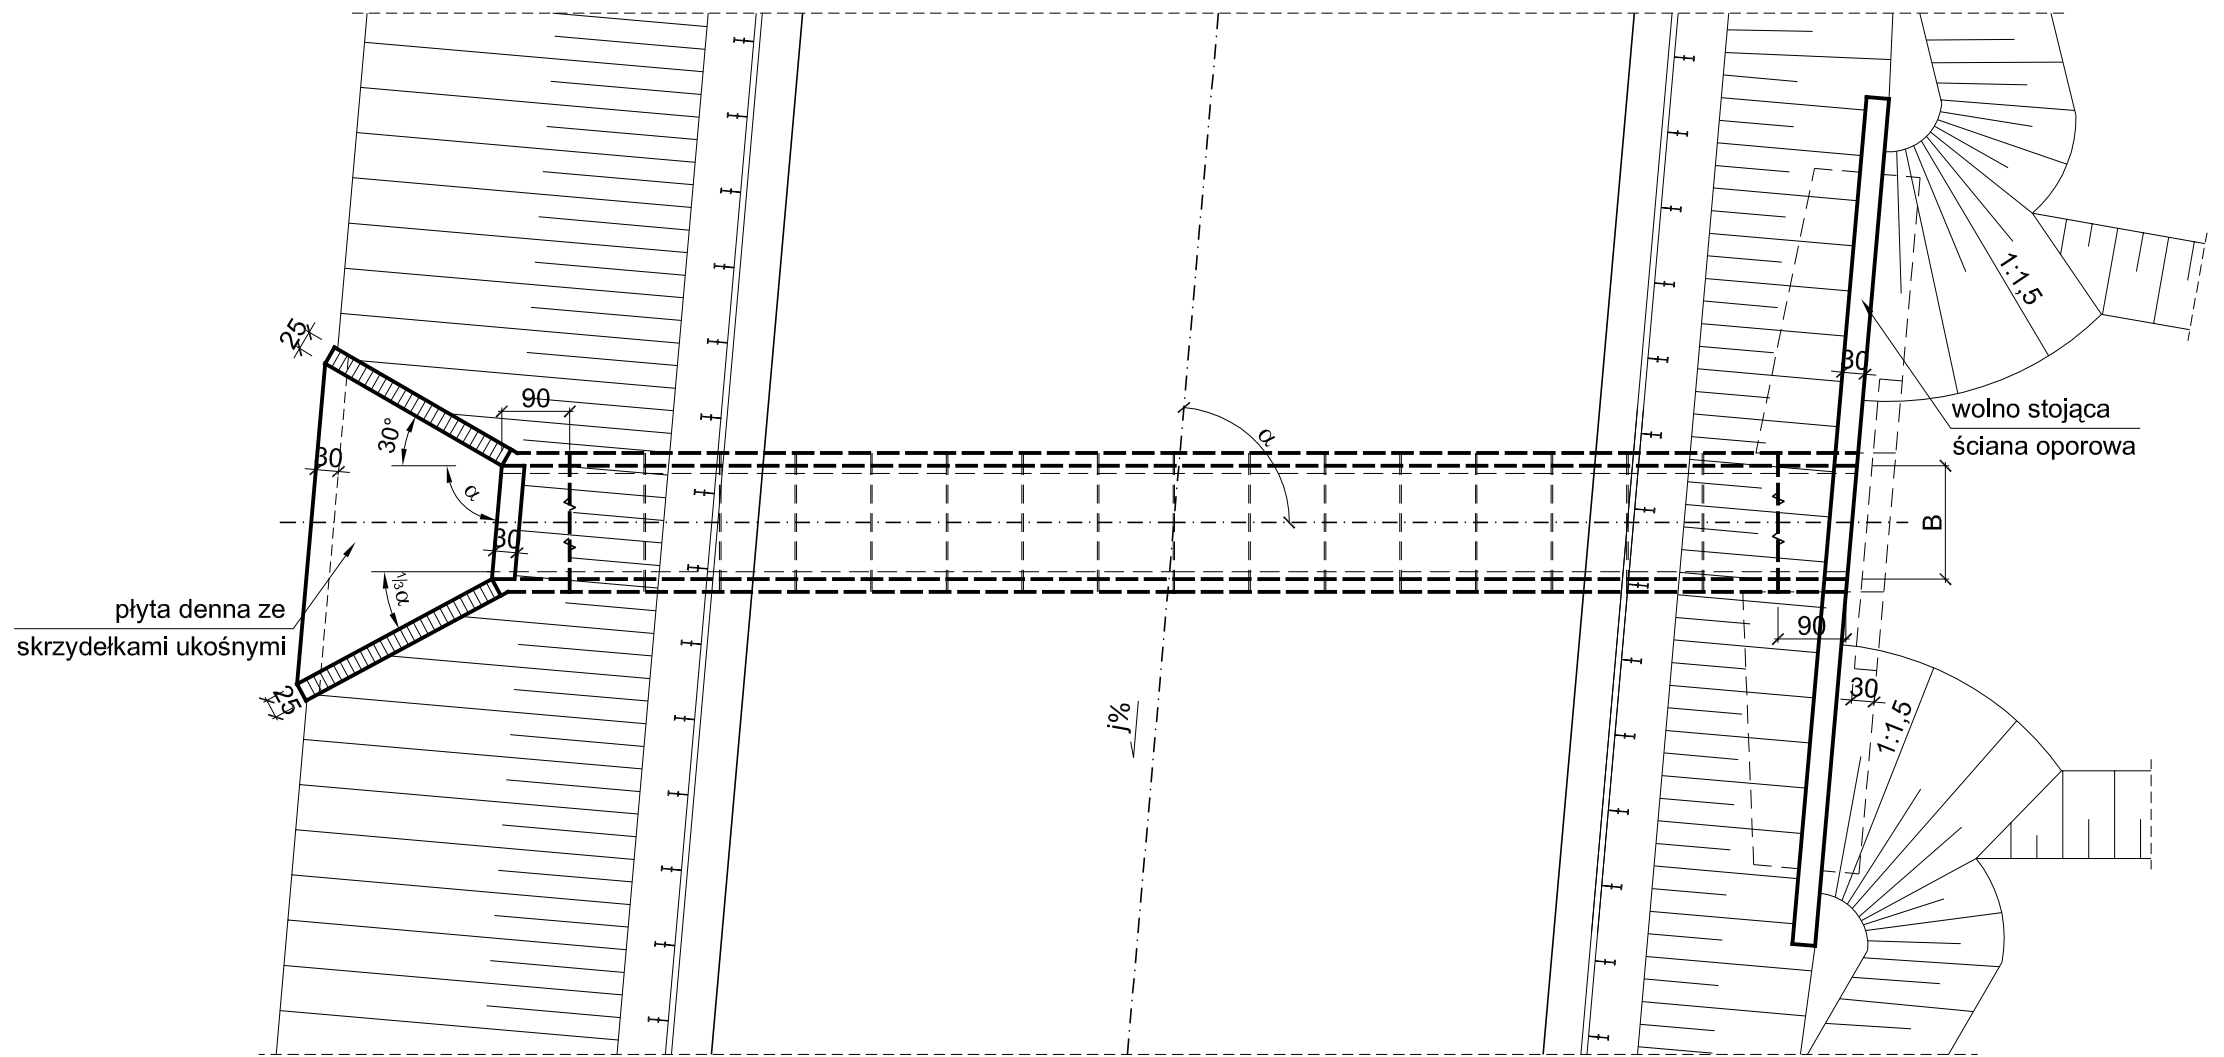 1:1,5
25
30
90
30°
wolno stojąca
ściana oporowa
α
30
α
B
30
⅓α
płyta denna ze
skrzydełkami ukośnymi
90
25
30
j%
1:1,5